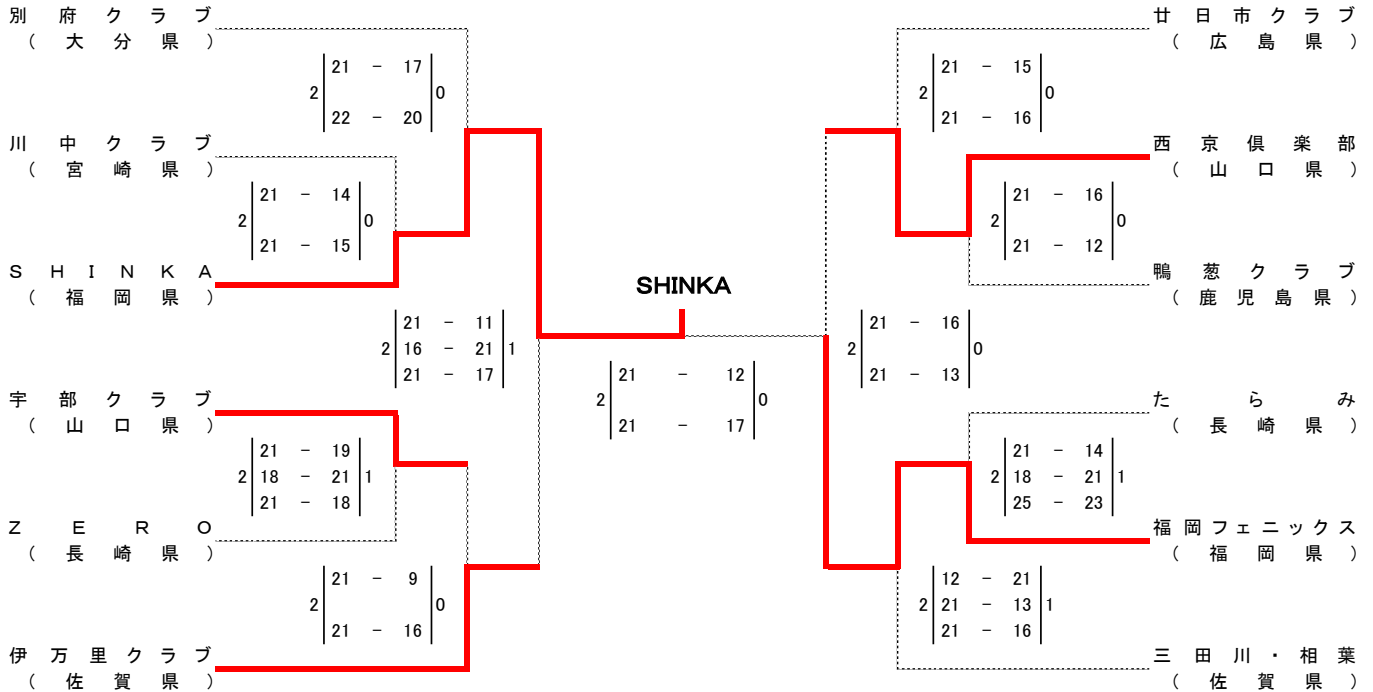 別府クラブ
（大分県）
21 － 17
2 0
22 － 20
川中クラブ
（宮崎県）
21 － 14
2 0
21 － 15
ＳＨＩＮＫＡ
（福岡県）
21 － 11
2 16 － 21 1
21 － 17
宇部クラブ
（山口県）
21 － 19
2 18 － 21 1
21 － 18
ＺＥＲＯ
（長崎県）
21 － 9
2 0
21 － 16
伊万里クラブ
（佐賀県）
SHINKA
21 － 12
2 0
21 － 17
廿日市クラブ
（広島県）
21 － 15
2 0
21 － 16
西京倶楽部
（山口県）
21 － 16
2 0
21 － 12
鴨葱クラブ
（鹿児島県）
21 － 16
2 0
21 － 13
たらみ
（長崎県）
21 － 14
2 18 － 21 1
25 － 23
福岡フェニックス
（福岡県）
12 － 21
2 21 － 13 1
21 － 16
三田川・相葉
（佐賀県）